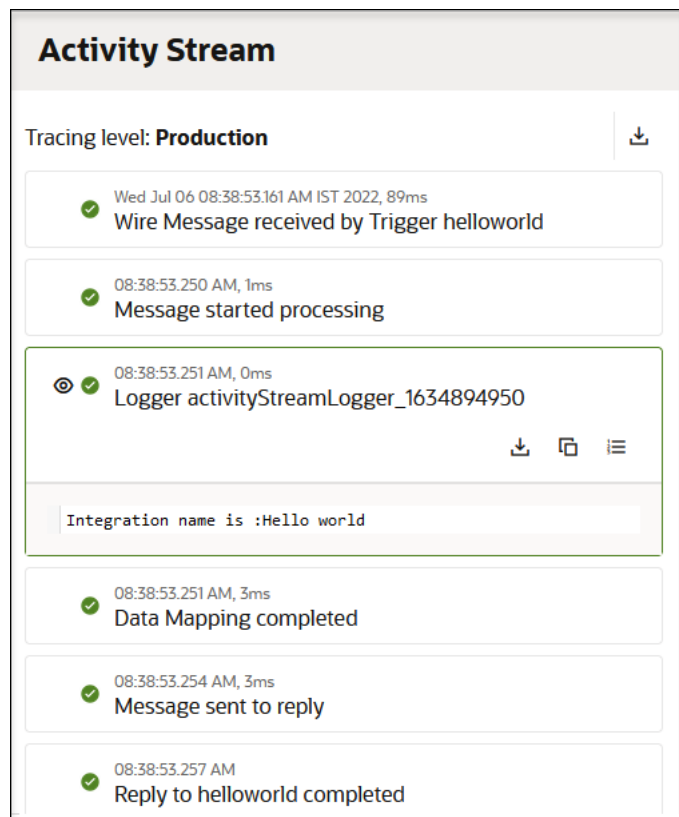 Activity Stream
Tracing level: Production
Wed Jul 06 08:38:53.161 AM IST 2022, 89ms
Wire Message received by Trigger helloworld
08:38:53.250 AM, 1ms
Message started processing
08:38:53.251 AM, 0ms
Logger activityStreamLogger_1634894950
Integration name is :Hello world
08:38:53.251 AM, 3ms
Data Mapping completed
08:38:53.254 AM, 3ms
Message sent to reply
08:38:53.257 AM
Reply to helloworld completed